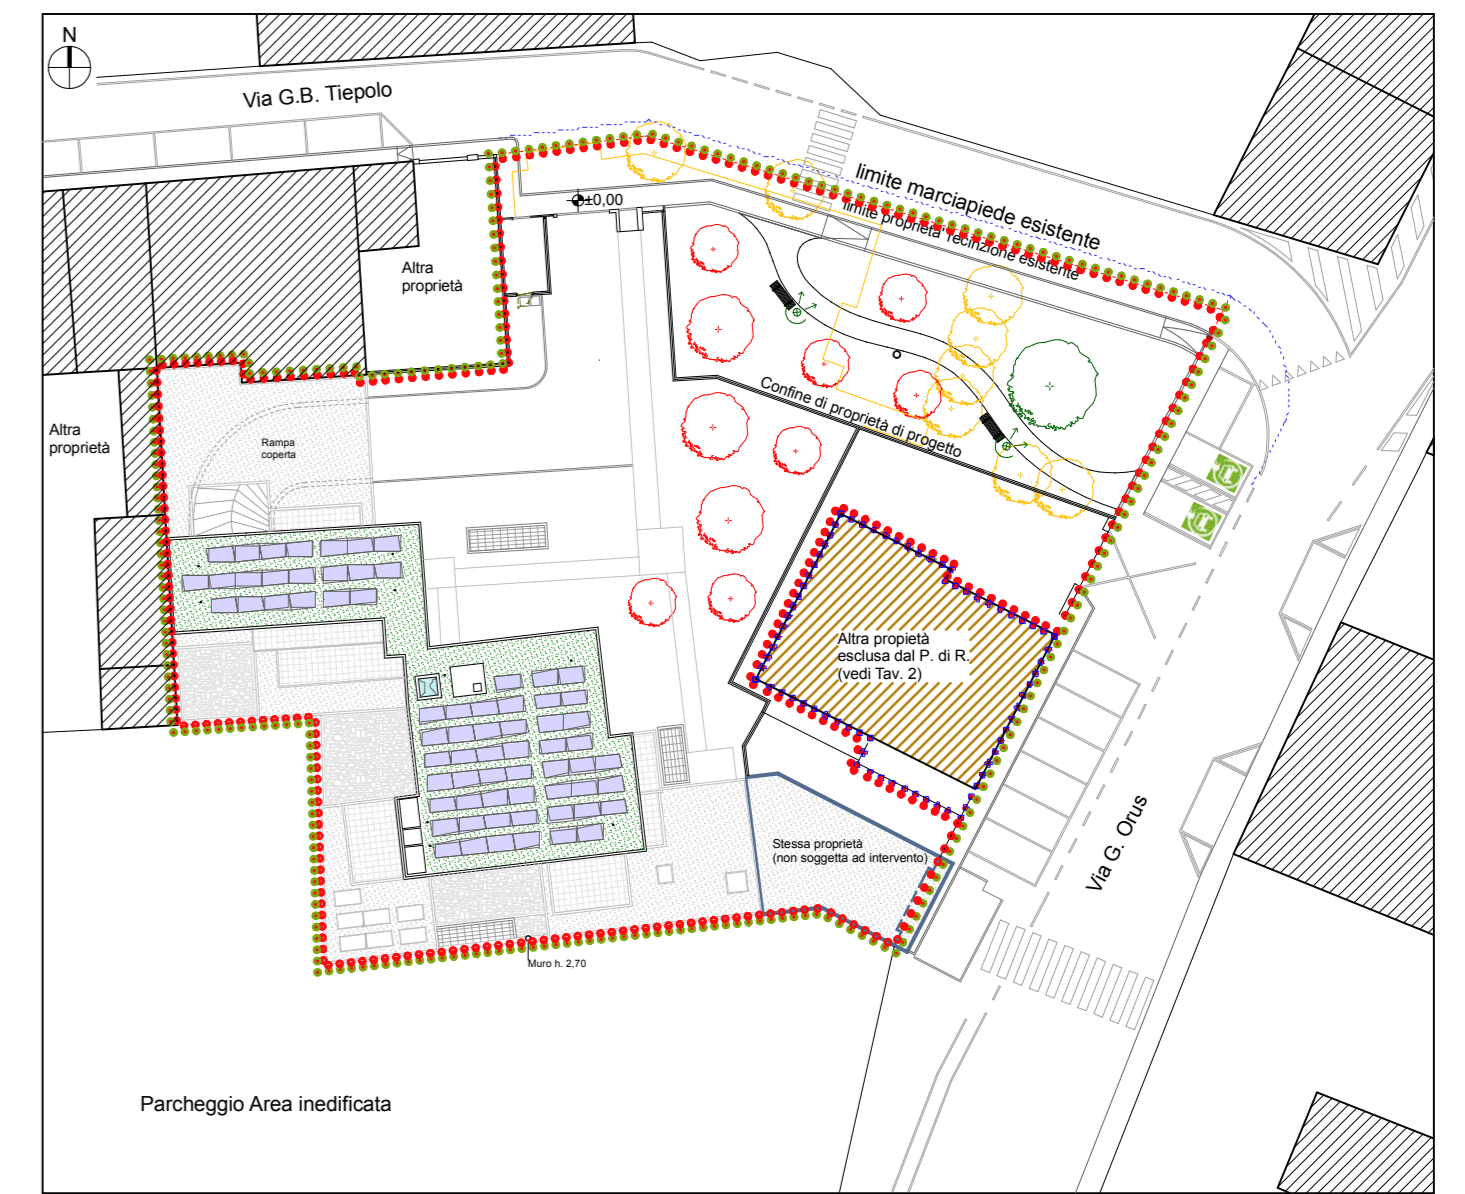 N
Via G.B. Tiepolo
±0,00
limite marciapiede esistente
limite proprietà recinzione esistente
Altra
proprietà
Altra
proprietà
Rampa
coperta
Confine di proprietà di progetto
Altra propietà
esclusa dal P. di R.
(vedi Tav. 2)
Via G. Orus
Stessa proprietà
(non soggetta ad intervento)
Muro h. 2,70
Parcheggio Area inedificata